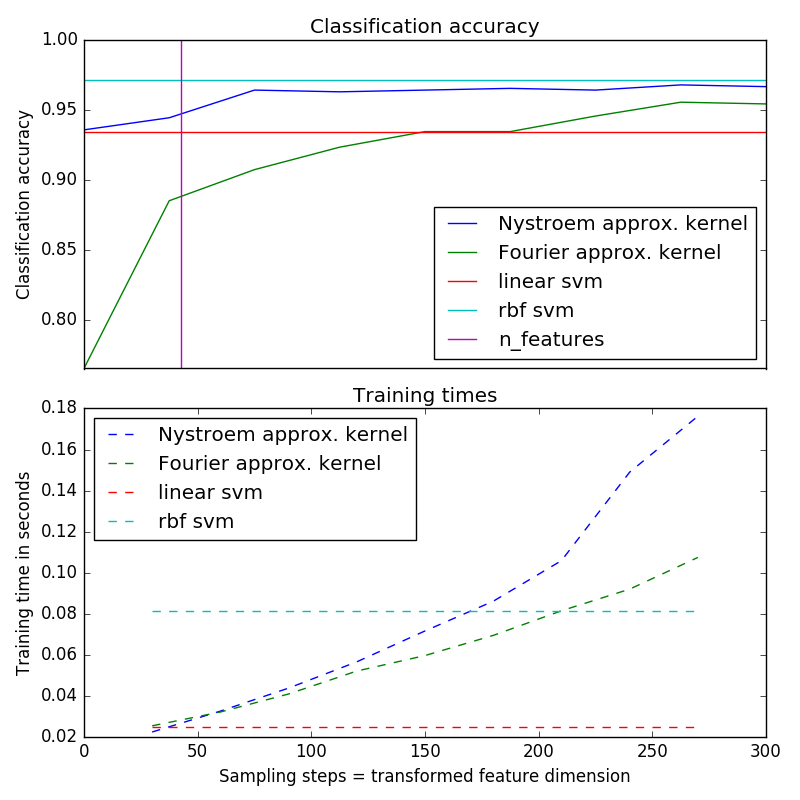 Classification accuracy
1.00
0.95
0.90
0.85
0.80
Classification accuracy
Nystroem approx. kernel
Fourier approx. kernel
linear svm
rbf svm
n_features
Training times
0.18
0.16
0.14
0.12
0.10
0.08
0.06
0.04
0.02
Training time in seconds
Nystroem approx. kernel
Fourier approx. kernel
linear svm
rbf svm
0 50 100 150 200 250 300
Sampling steps = transformed feature dimension